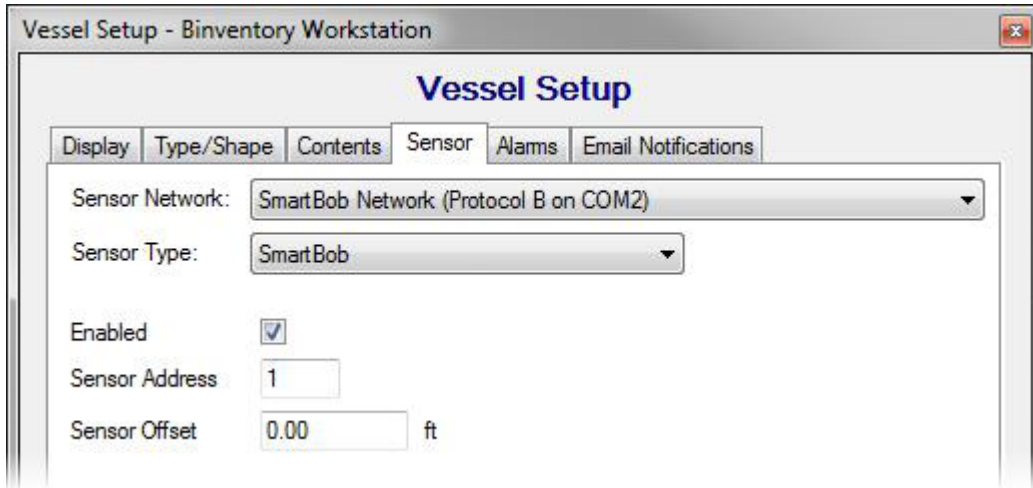 Vessel Setup - Binventory Workstation
Vessel Setup
Display Type/Shape Contents Sensor Alarms Email Notifications
Sensor Network: SmartBob Network (Protocol B on COM2)
Sensor Type: SmartBob
Enabled
Sensor Address 1
Sensor Offset 0.00 ft